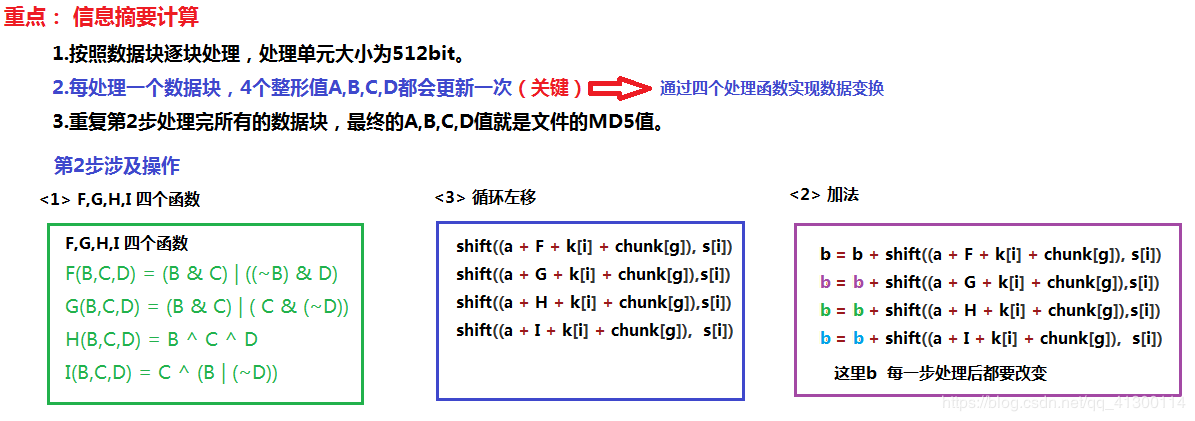 重点： 信息摘要计算
1.按照数据块逐块处理，处理单元大小为512bit。
2.每处理一个数据块，4个整形值A,B,C,D都会更新一次（关键） 通过四个处理函数实现数据变换
3.重复第2步处理完所有的数据块，最终的A,B,C,D值就是文件的MD5值。
第2步涉及操作
<1> F,G,H,I 四个函数
F,G,H,I 四个函数
F(B,C,D) = (B & C) | ((~B) & D)
G(B,C,D) = (B & C) | ( C & (~D))
H(B,C,D) = B ^ C ^ D
I(B,C,D) = C ^ (B | (~D))
<3> 循环左移
shift((a + F + k[i] + chunk[g]), s[i])
shift((a + G + k[i] + chunk[g]),s[i])
shift((a + H + k[i] + chunk[g]),s[i])
shift((a + I + k[i] + chunk[g]), s[i])
<2> 加法
b = b + shift((a + F + k[i] + chunk[g]), s[i])
b = b + shift((a + G + k[i] + chunk[g]),s[i])
b = b + shift((a + H + k[i] + chunk[g]),s[i])
b = b + shift((a + I + k[i] + chunk[g]), s[i])
这里b 每一步处理后都要改变
https://blog.csdn.net/qq_41300114